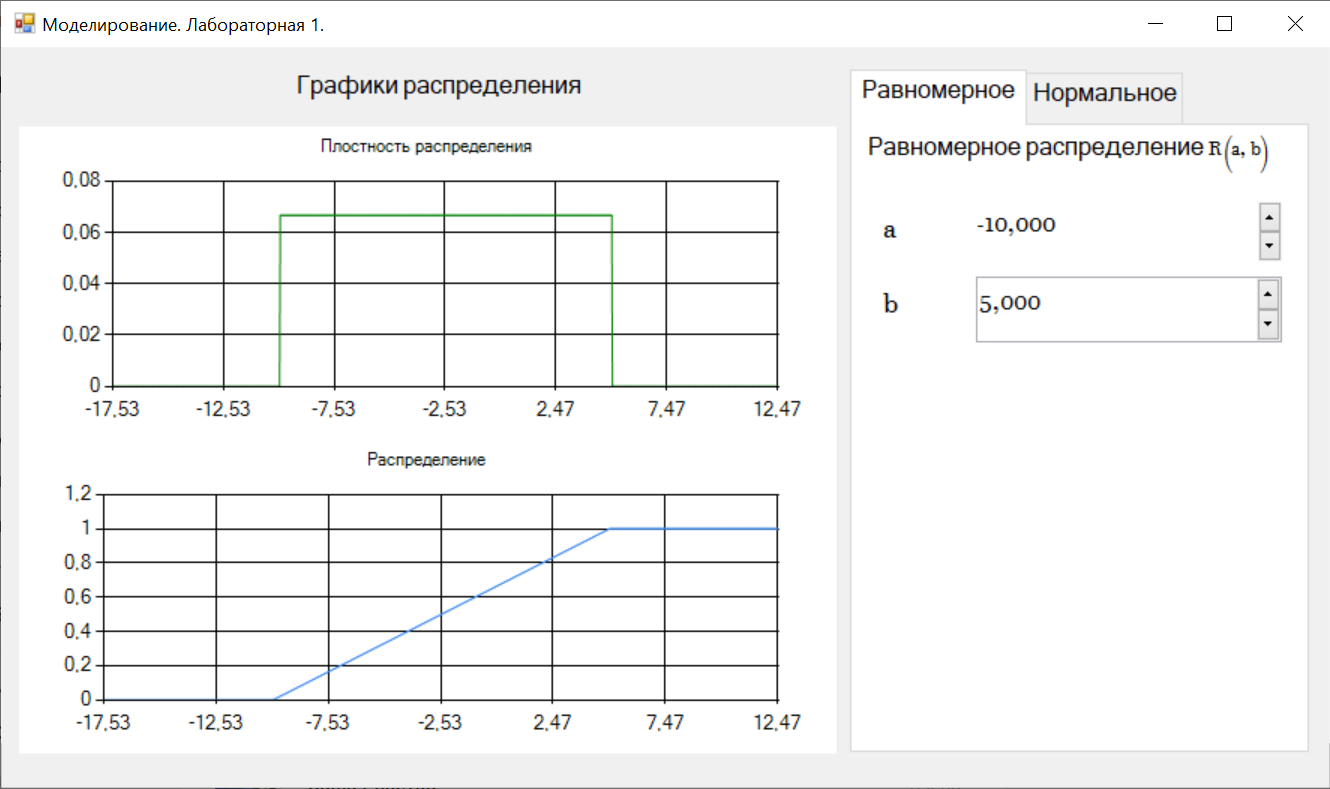 Моделирование. Лабораторная 1.
Графики распределения
Плостность распределения
0,08
0,06
0,04
0,02
0
-17,53 -12,53 -7,53 -2,53 2,47 7,47 12,47
Распределение
1,2
1
0,8
0,6
0,4
0,2
0
-17,53 -12,53 -7,53 -2,53 2,47 7,47 12,47
Равномерное Нормальное
Равномерное распределение R(a, b)
a -10,000
b 5,000